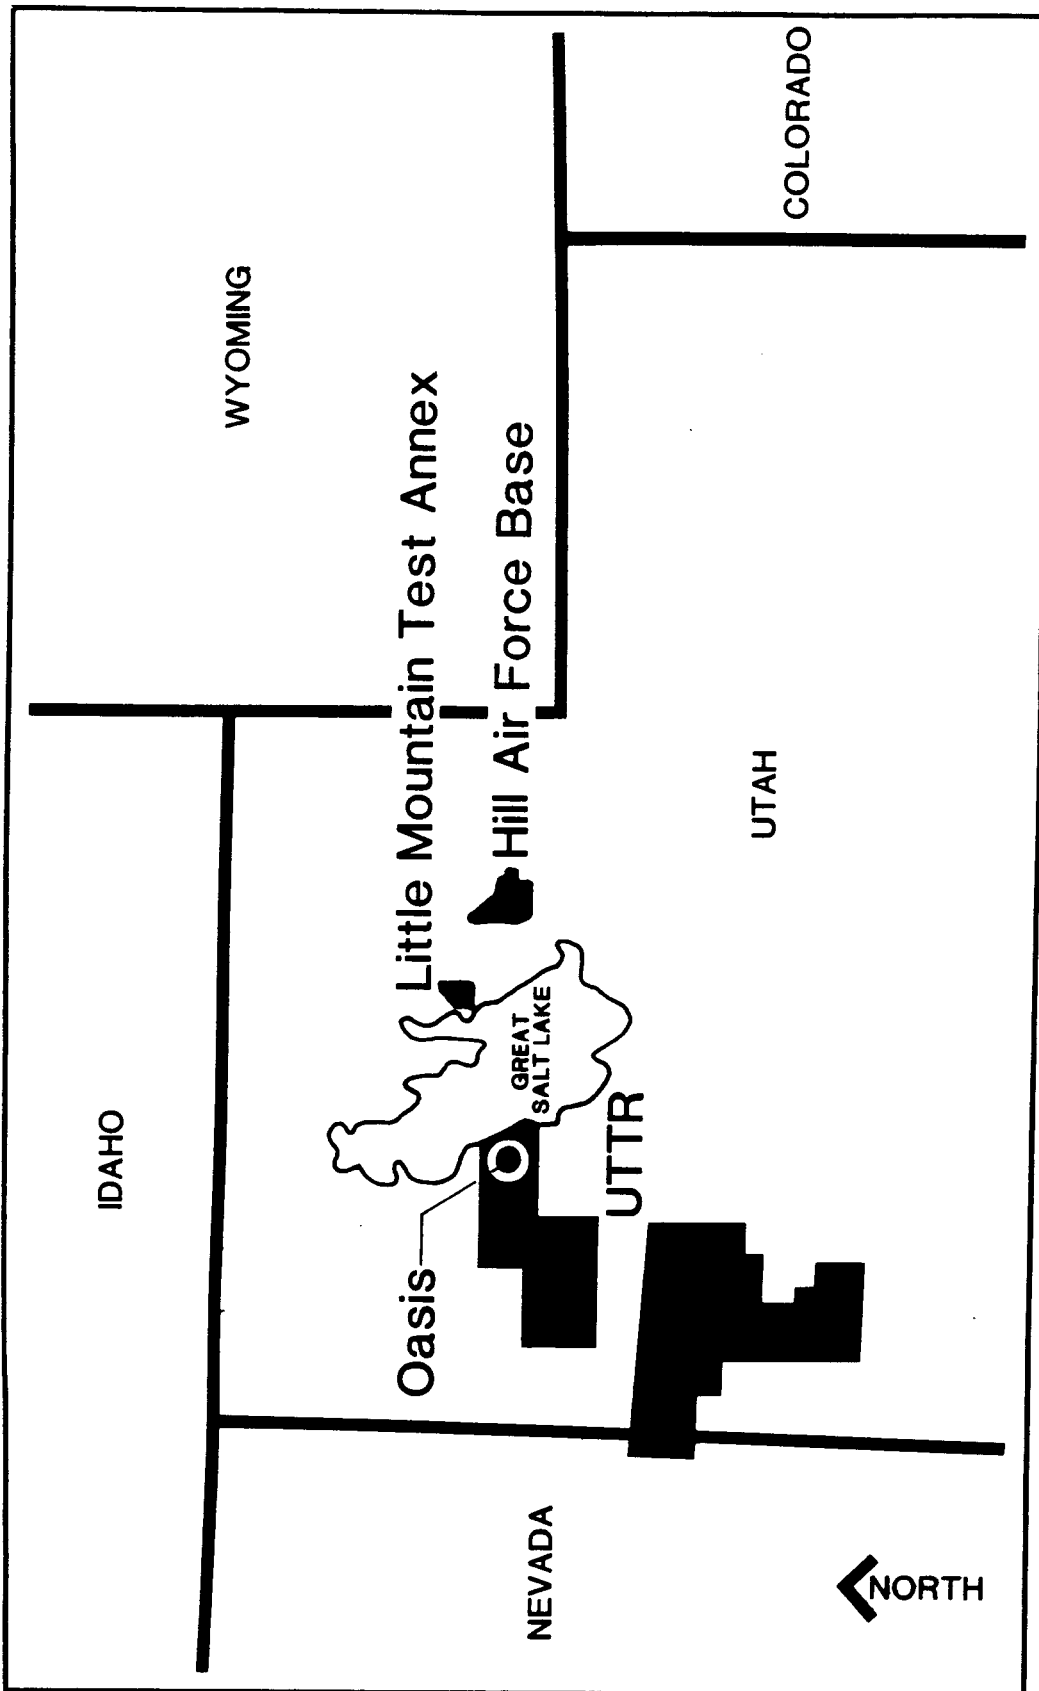 IDAHO
WYOMING
Little Mountain Test Annex
Hill Air Force Base
Oasis
GREAT
SALT LAKE
UTTR
NEVADA
UTAH
COLORADO
NORTH